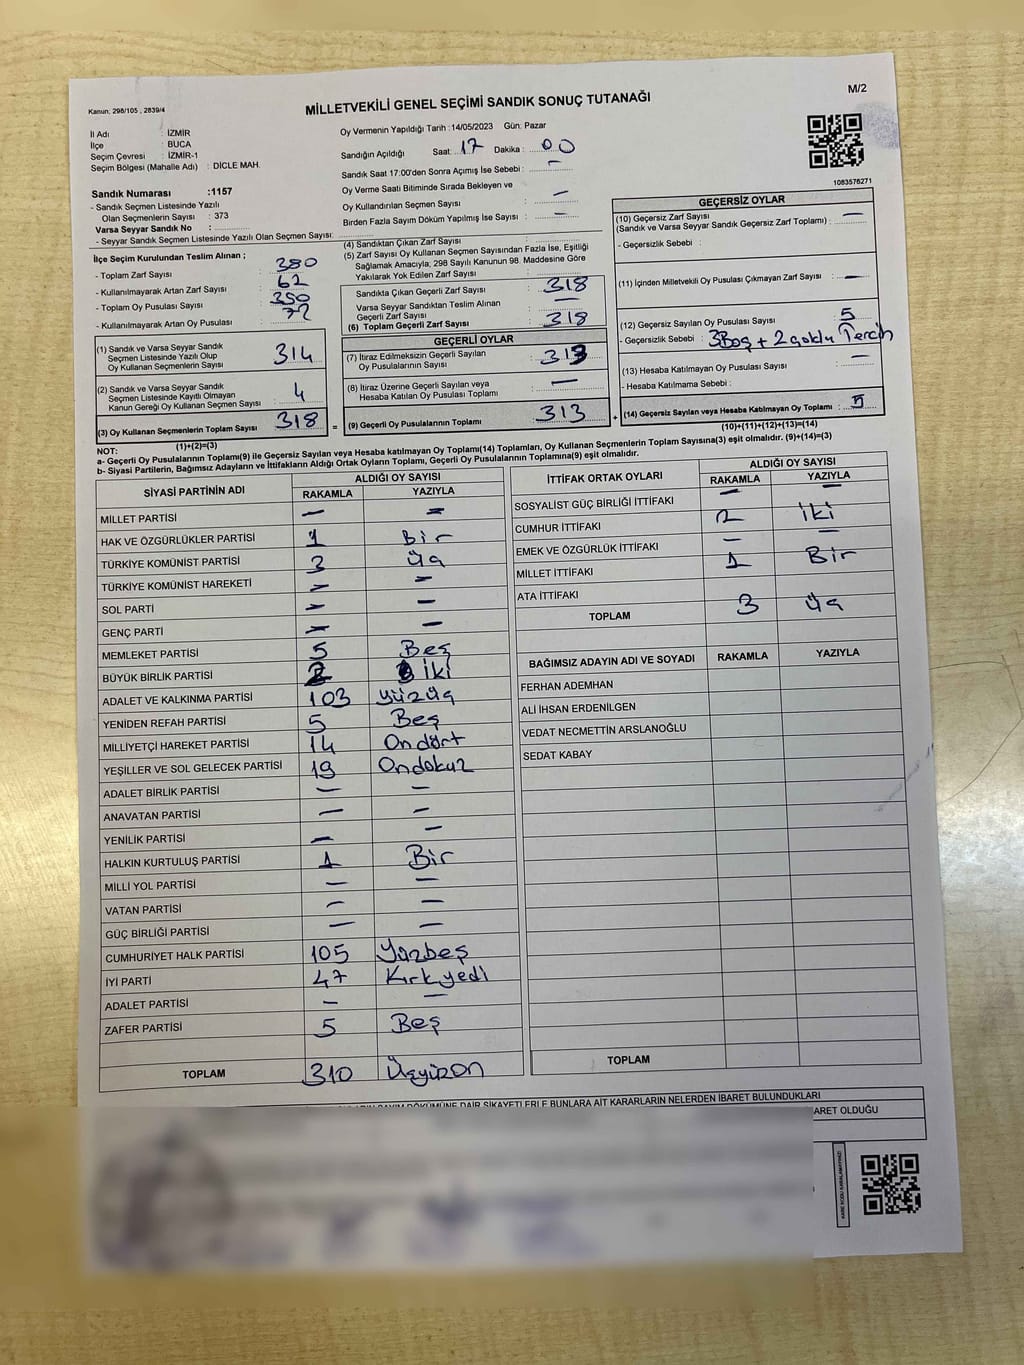 Kanun: 298/105 , 2839/4
MİLLETVEKİLİ GENEL SEÇİMİ SANDIK SONUÇ TUTANAĞI
M/2
İl Adı : İZMİR
İlçe : BUCA
Seçim Çevresi : İZMİR-1
Seçim Bölgesi (Mahalle Adı) : DİCLE MAH.
Oy Vermenin Yapıldığı Tarih : 14/05/2023 Gün: Pazar
Sandığın Açıldığı Saat: 17 Dakika : 00
Sandık Saat 17:00'den Sonra Açımış İse Sebebi : –
Oy Verme Saati Bitiminde Sırada Bekleyen ve
Oy Kullandırılan Seçmen Sayısı : –
Birden Fazla Sayım Döküm Yapılmış İse Sayısı : –
1083576271
Sandık Numarası :1157
- Sandık Seçmen Listesinde Yazılı
Olan Seçmenlerin Sayısı : 373
Varsa Seyyar Sandık No :
- Seyyar Sandık Seçmen Listesinde Yazılı Olan Seçmen Sayısı:
İlçe Seçim Kurulundan Teslim Alınan ;
- Toplam Zarf Sayısı : 380
- Kullanılmayarak Artan Zarf Sayısı : 62
- Toplam Oy Pusulası Sayısı : 390
- Kullanılmayarak Artan Oy Pusulası : 72
(1) Sandık ve Varsa Seyyar Sandık
Seçmen Listesinde Yazılı Olup
Oy Kullanan Seçmenlerin Sayısı : 314
(2) Sandık ve Varsa Seyyar Sandık
Seçmen Listesinde Kayıtlı Olmayan
Kanun Gereği Oy Kullanan Seçmen Sayısı : 4
(3) Oy Kullanan Seçmenlerin Toplam Sayısı : 318
(1)+(2)=(3)
(4) Sandıktan Çıkan Zarf Sayısı :
(5) Zarf Sayısı Oy Kullanan Seçmen Sayısından Fazla İse, Eşitliği
Sağlamak Amacıyla, 298 Sayılı Kanunun 98. Maddesine Göre
Yakılarak Yok Edilen Zarf Sayısı :
Sandıkta Çıkan Geçerli Zarf Sayısı : 318
Varsa Seyyar Sandıktan Teslim Alınan
Geçerli Zarf Sayısı : –
(6) Toplam Geçerli Zarf Sayısı : 318
GEÇERLİ OYLAR
(7) İtiraz Edilmeksizin Geçerli Sayılan
Oy Pusulalarının Sayısı : 313
(8) İtiraz Üzerine Geçerli Sayılan veya
Hesaba Katılan Oy Pusulası Toplamı : –
= (9) Geçerli Oy Pusulalarının Toplamı : 313 +
GEÇERSİZ OYLAR
(10) Geçersiz Zarf Sayısı
(Sandık ve Varsa Seyyar Sandık Geçersiz Zarf Toplamı) : –
- Geçersizlik Sebebi :
(11) İçinden Milletvekili Oy Pusulası Çıkmayan Zarf Sayısı : –
(12) Geçersiz Sayılan Oy Pusulası Sayısı : 5
- Geçersizlik Sebebi : 3Boş + 2 çoklu Tercih
(13) Hesaba Katılmayan Oy Pusulası Sayısı : –
- Hesaba Katılmama Sebebi :
(14) Geçersiz Sayılan veya Hesaba Katılmayan Oy Toplamı : 5
(10)+(11)+(12)+(13)=(14)
NOT:
a- Geçerli Oy Pusulalarının Toplamı(9) ile Geçersiz Sayılan veya Hesaba katılmayan Oy Toplamı(14) Toplamları, Oy Kullanan Seçmenlerin Toplam Sayısına(3) eşit olmalıdır. (9)+(14)=(3)
b- Siyasi Partilerin, Bağımsız Adayların ve İttifakların Aldığı Ortak Oyların Toplamı, Geçerli Oy Pusulalarının Toplamına(9) eşit olmalıdır.
SİYASİ PARTİNİN ADI ALDIĞI OY SAYISI
RAKAMLA YAZIYLA
MİLLET PARTİSİ – –
HAK VE ÖZGÜRLÜKLER PARTİSİ 1 Bir
TÜRKİYE KOMÜNİST PARTİSİ 3 Üç
TÜRKİYE KOMÜNİST HAREKETİ – –
SOL PARTİ – –
GENÇ PARTİ – –
MEMLEKET PARTİSİ 5 Beş
BÜYÜK BİRLİK PARTİSİ 2 İki
ADALET VE KALKINMA PARTİSİ 103 Yüzüç
YENİDEN REFAH PARTİSİ 5 Beş
MİLLİYETÇİ HAREKET PARTİSİ 14 Ondört
YEŞİLLER VE SOL GELECEK PARTİSİ 19 Ondokuz
ADALET BİRLİK PARTİSİ – –
ANAVATAN PARTİSİ – –
YENİLİK PARTİSİ – –
HALKIN KURTULUŞ PARTİSİ 1 Bir
MİLLİ YOL PARTİSİ – –
VATAN PARTİSİ – –
GÜÇ BİRLİĞİ PARTİSİ – –
CUMHURİYET HALK PARTİSİ 105 Yüzbeş
İYİ PARTİ 47 Kırkyedi
ADALET PARTİSİ – –
ZAFER PARTİSİ 5 Beş
TOPLAM 310 Üçyüzon
İTTİFAK ORTAK OYLARI ALDIĞI OY SAYISI
RAKAMLA YAZIYLA
SOSYALİST GÜÇ BİRLİĞİ İTTİFAKI – –
CUMHUR İTTİFAKI 2 İki
EMEK VE ÖZGÜRLÜK İTTİFAKI – –
MİLLET İTTİFAKI 1 Bir
ATA İTTİFAKI
TOPLAM 3 Üç
BAĞIMSIZ ADAYIN ADI VE SOYADI RAKAMLA YAZIYLA
FERHAN ADEMHAN
ALİ İHSAN ERDENİLGEN
VEDAT NECMETTİN ARSLANOĞLU
SEDAT KABAY
TOPLAM
SAYIM DÖKÜMÜNE DAİR ŞİKAYETLERLE BUNLARA AİT KARARLARIN NELERDEN İBARET BULUNDUKLARI
İBARET OLDUĞU
KARE KODU KARALAMAYINIZ!